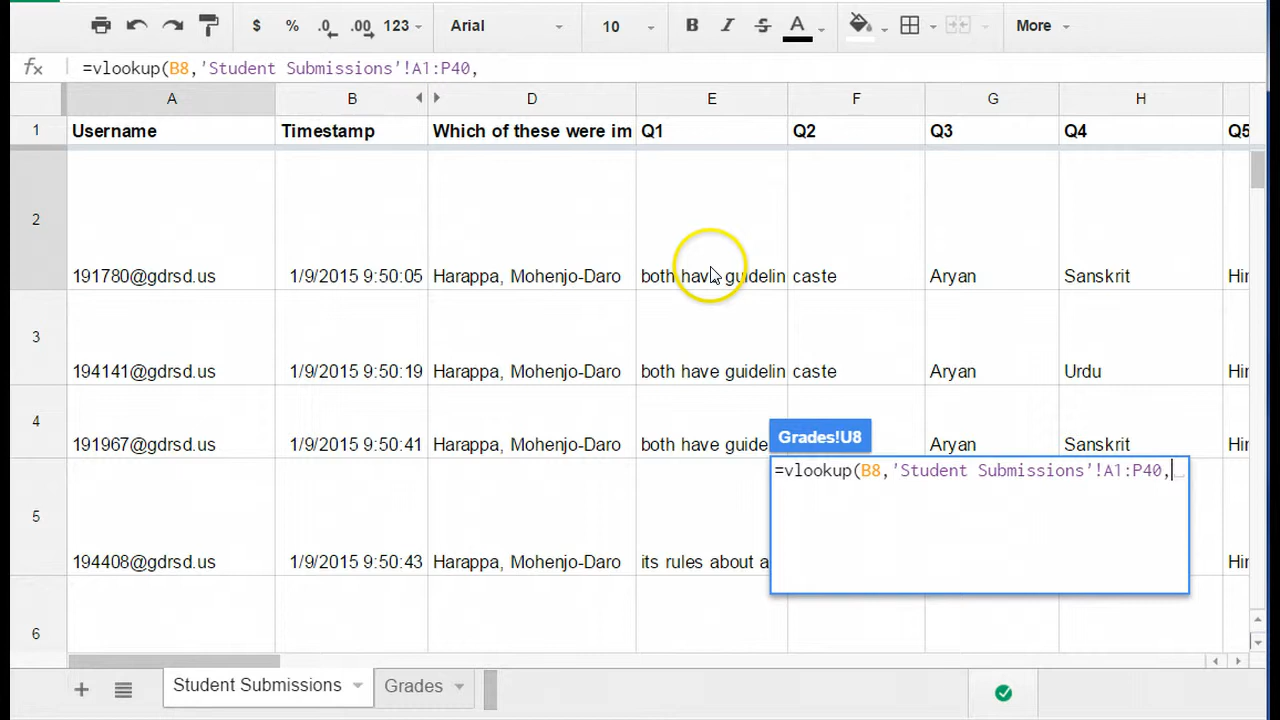 $ % .0 .00 123 Arial 10 B I S A More
fx =vlookup(B8,'Student Submissions'!A1:P40,
A B D E F G H
1 Username Timestamp Which of these were im Q1 Q2 Q3 Q4 Q5
2 191780@gdrsd.us 1/9/2015 9:50:05 Harappa, Mohenjo-Daro both have guidelin caste Aryan Sanskrit Hin
3 194141@gdrsd.us 1/9/2015 9:50:19 Harappa, Mohenjo-Daro both have guidelin caste Aryan Urdu Hin
4 191967@gdrsd.us 1/9/2015 9:50:41 Harappa, Mohenjo-Daro both have guide Aryan Sanskrit
Grades!U8
=vlookup(B8,'Student Submissions'!A1:P40,
5 194408@gdrsd.us 1/9/2015 9:50:43 Harappa, Mohenjo-Daro its rules about a Hin
6
+ Student Submissions Grades